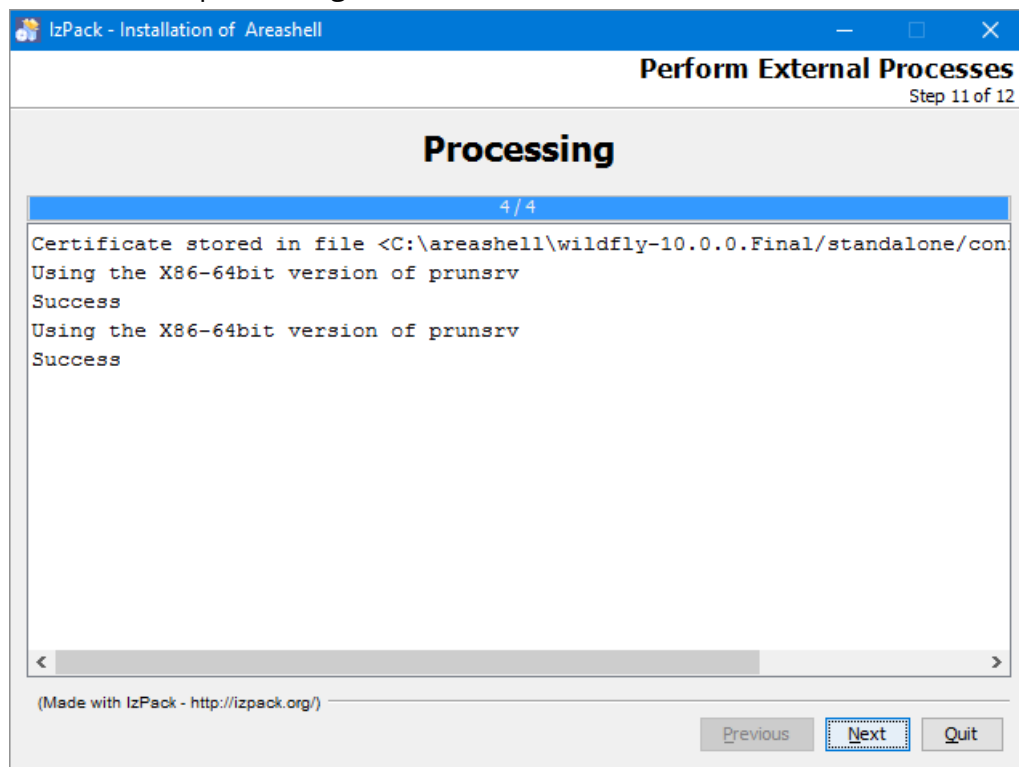 IzPack - Installation of Areashell
Perform External Processes
Step 11 of 12
Processing
4 / 4
Certificate stored in file <C:\areashell\wildfly-10.0.0.Final/standalone/con
Using the X86-64bit version of prunsrv
Success
Using the X86-64bit version of prunsrv
Success
(Made with IzPack - http://izpack.org/)
Previous Next Quit